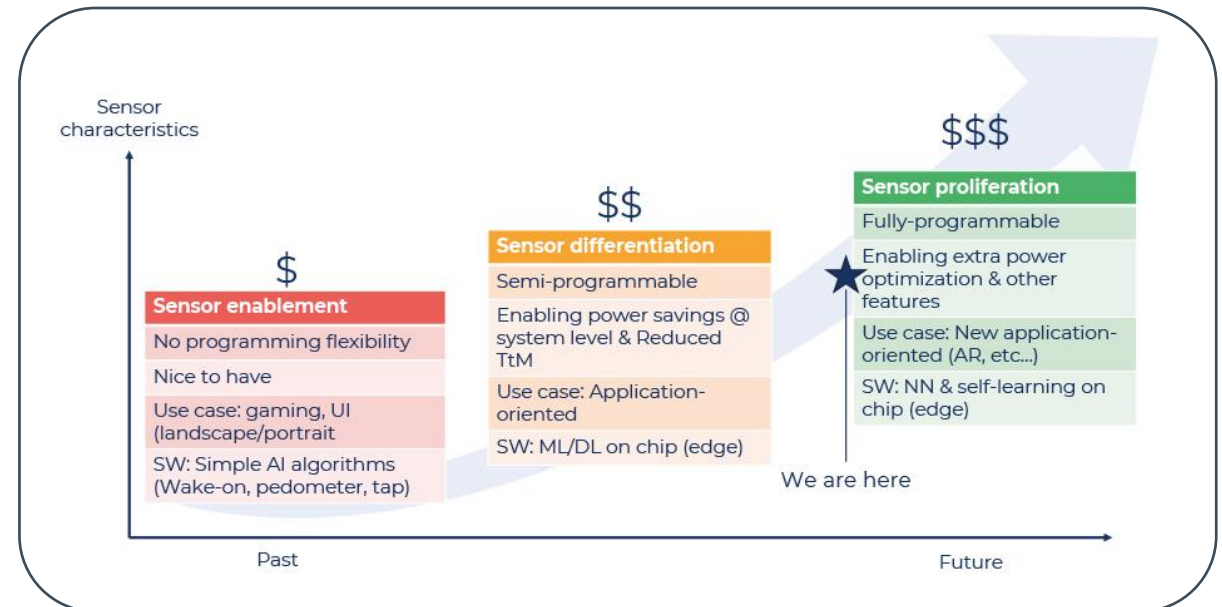 Sensor
characteristics
$
Sensor enablement
No programming flexibility
Nice to have
Use case: gaming, UI
(landscape/portrait
SW: Simple AI algorithms
(Wake-on, pedometer, tap)
$$
Sensor differentiation
Semi-programmable
Enabling power savings @
system level & Reduced
TtM
Use case: Application-
oriented
SW: ML/DL on chip (edge)
$$$
Sensor proliferation
Fully-programmable
Enabling extra power
optimization & other
features
Use case: New application-
oriented (AR, etc...)
SW: NN & self-learning on
chip (edge)
We are here
Past
Future